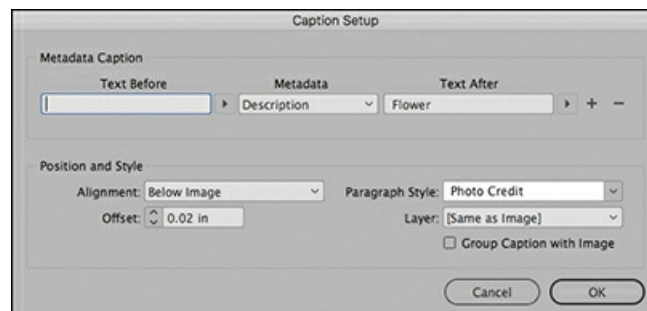 Caption Setup
Metadata Caption
Text Before Metadata Text After
Description Flower + −
Position and Style
Alignment: Below Image Paragraph Style: Photo Credit
Offset: 0.02 in Layer: [Same as Image]
Group Caption with Image
Cancel OK